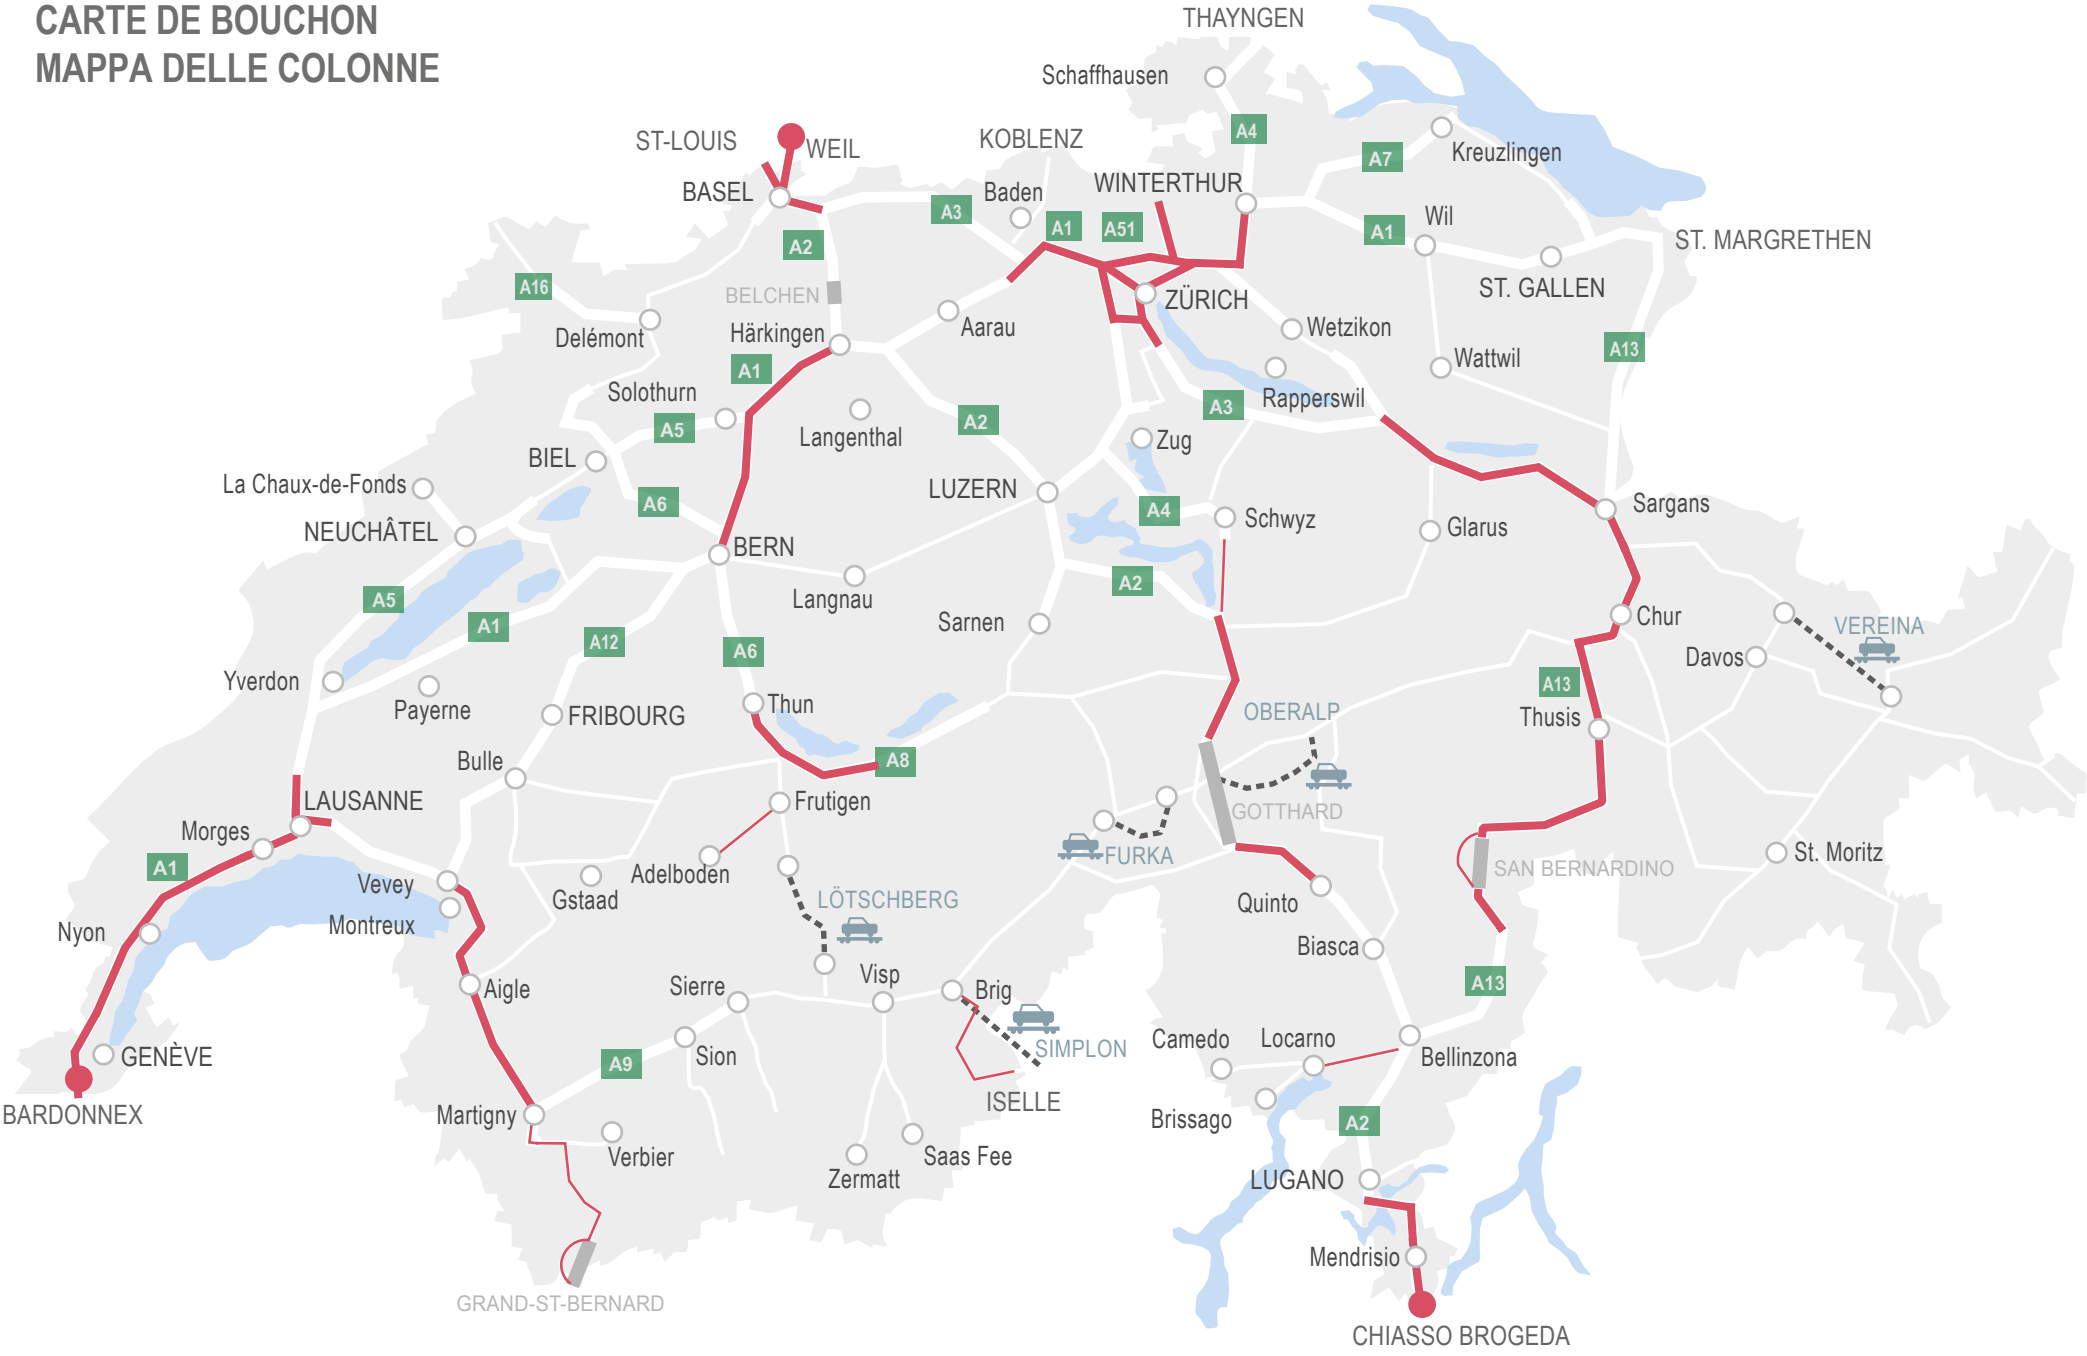 CARTE DE BOUCHON
MAPPA DELLE COLONNE
THAYNGEN
Schaffhausen
A4
ST-LOUIS
WEIL
KOBLENZ
A7
Kreuzlingen
BASEL
Baden
WINTERTHUR
A3
A1
A51
A1
Wil
ST. MARGRETHEN
A2
A16
BELCHEN
ZÜRICH
ST. GALLEN
Delémont
Härkingen
Aarau
Wetzikon
Wattwil
A13
A1
Solothurn
Rapperswil
A5
Langenthal
A2
A3
Zug
BIEL
La Chaux-de-Fonds
LUZERN
A6
A4
Schwyz
Glarus
Sargans
NEUCHÂTEL
BERN
A5
Langnau
A2
A1
Sarnen
Chur
VEREINA
A12
A6
Davos
Yverdon
Payerne
FRIBOURG
Thun
OBERALP
A13
Thusis
Bulle
A8
LAUSANNE
Frutigen
GOTTHARD
Morges
A1
FURKA
SAN BERNARDINO
St. Moritz
Vevey
Gstaad
Adelboden
LÖTSCHBERG
Quinto
Montreux
Nyon
Biasca
Aigle
Sierre
Visp
Brig
A13
GENÈVE
A9
Sion
SIMPLON
Camedo
Locarno
Bellinzona
BARDONNEX
Martigny
ISELLE
Brissago
A2
Verbier
Saas Fee
Zermatt
LUGANO
Mendrisio
GRAND-ST-BERNARD
CHIASSO BROGEDA